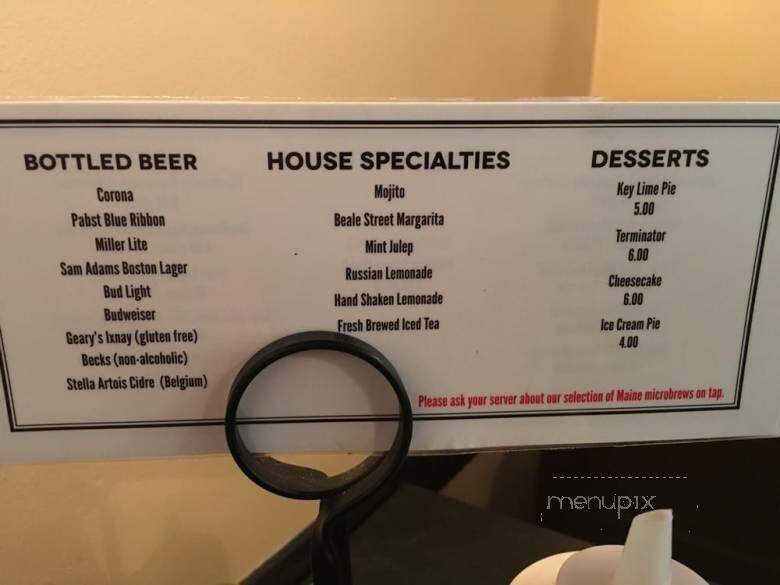 BOTTLED BEER
Corona
Pabst Blue Ribbon
Miller Lite
Sam Adams Boston Lager
Bud Light
Budweiser
Geary's Ixnay (gluten free)
Becks (non-alcoholic)
Stella Artois Cidre (Belgium)
HOUSE SPECIALTIES
Mojito
Beale Street Margarita
Mint Julep
Russian Lemonade
Hand Shaken Lemonade
Fresh Brewed Iced Tea
DESSERTS
Key Lime Pie
5.00
Terminator
6.00
Cheesecake
6.00
Ice Cream Pie
4.00
Please ask your server about our selection of Maine microbrews on tap.
menupix